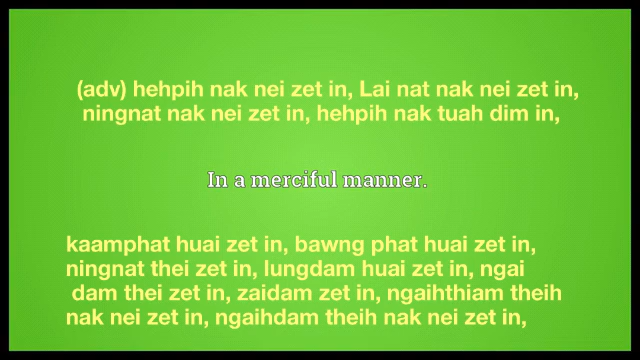 (adv) hehpih nak nei zet in, Lai nat nak nei zet in,
ningnat nak nei zet in, hehpih nak tuah dim in,
In a merciful manner.
kaamphat huai zet in, bawng phat huai zet in,
ningnat thei zet in, lungdam huai zet in, ngai
dam thei zet in, zaidam zet in, ngaihthiam theih
nak nei zet in, ngaihdam theih nak nei zet in,